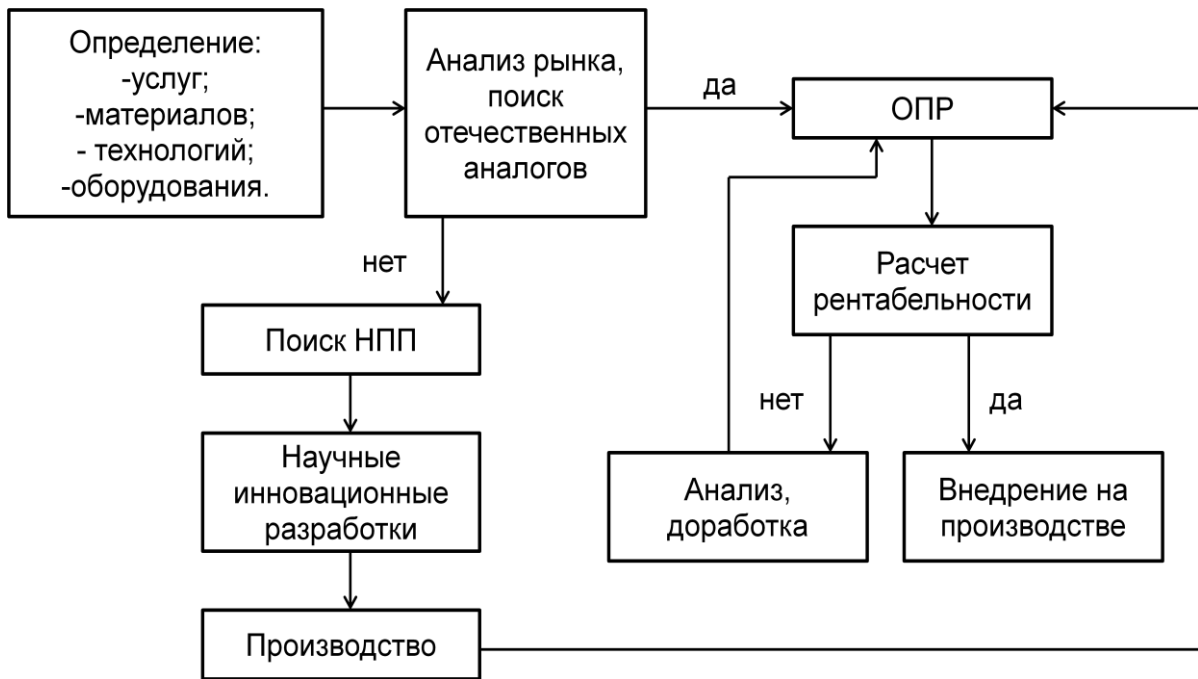 Определение:
-услуг;
-материалов;
- технологий;
-оборудования.
Анализ рынка,
поиск
отечественных
аналогов
да
ОПР
нет
Поиск НПП
Научные
инновационные
разработки
Производство
Расчет
рентабельности
нет
да
Анализ,
доработка
Внедрение на
производстве